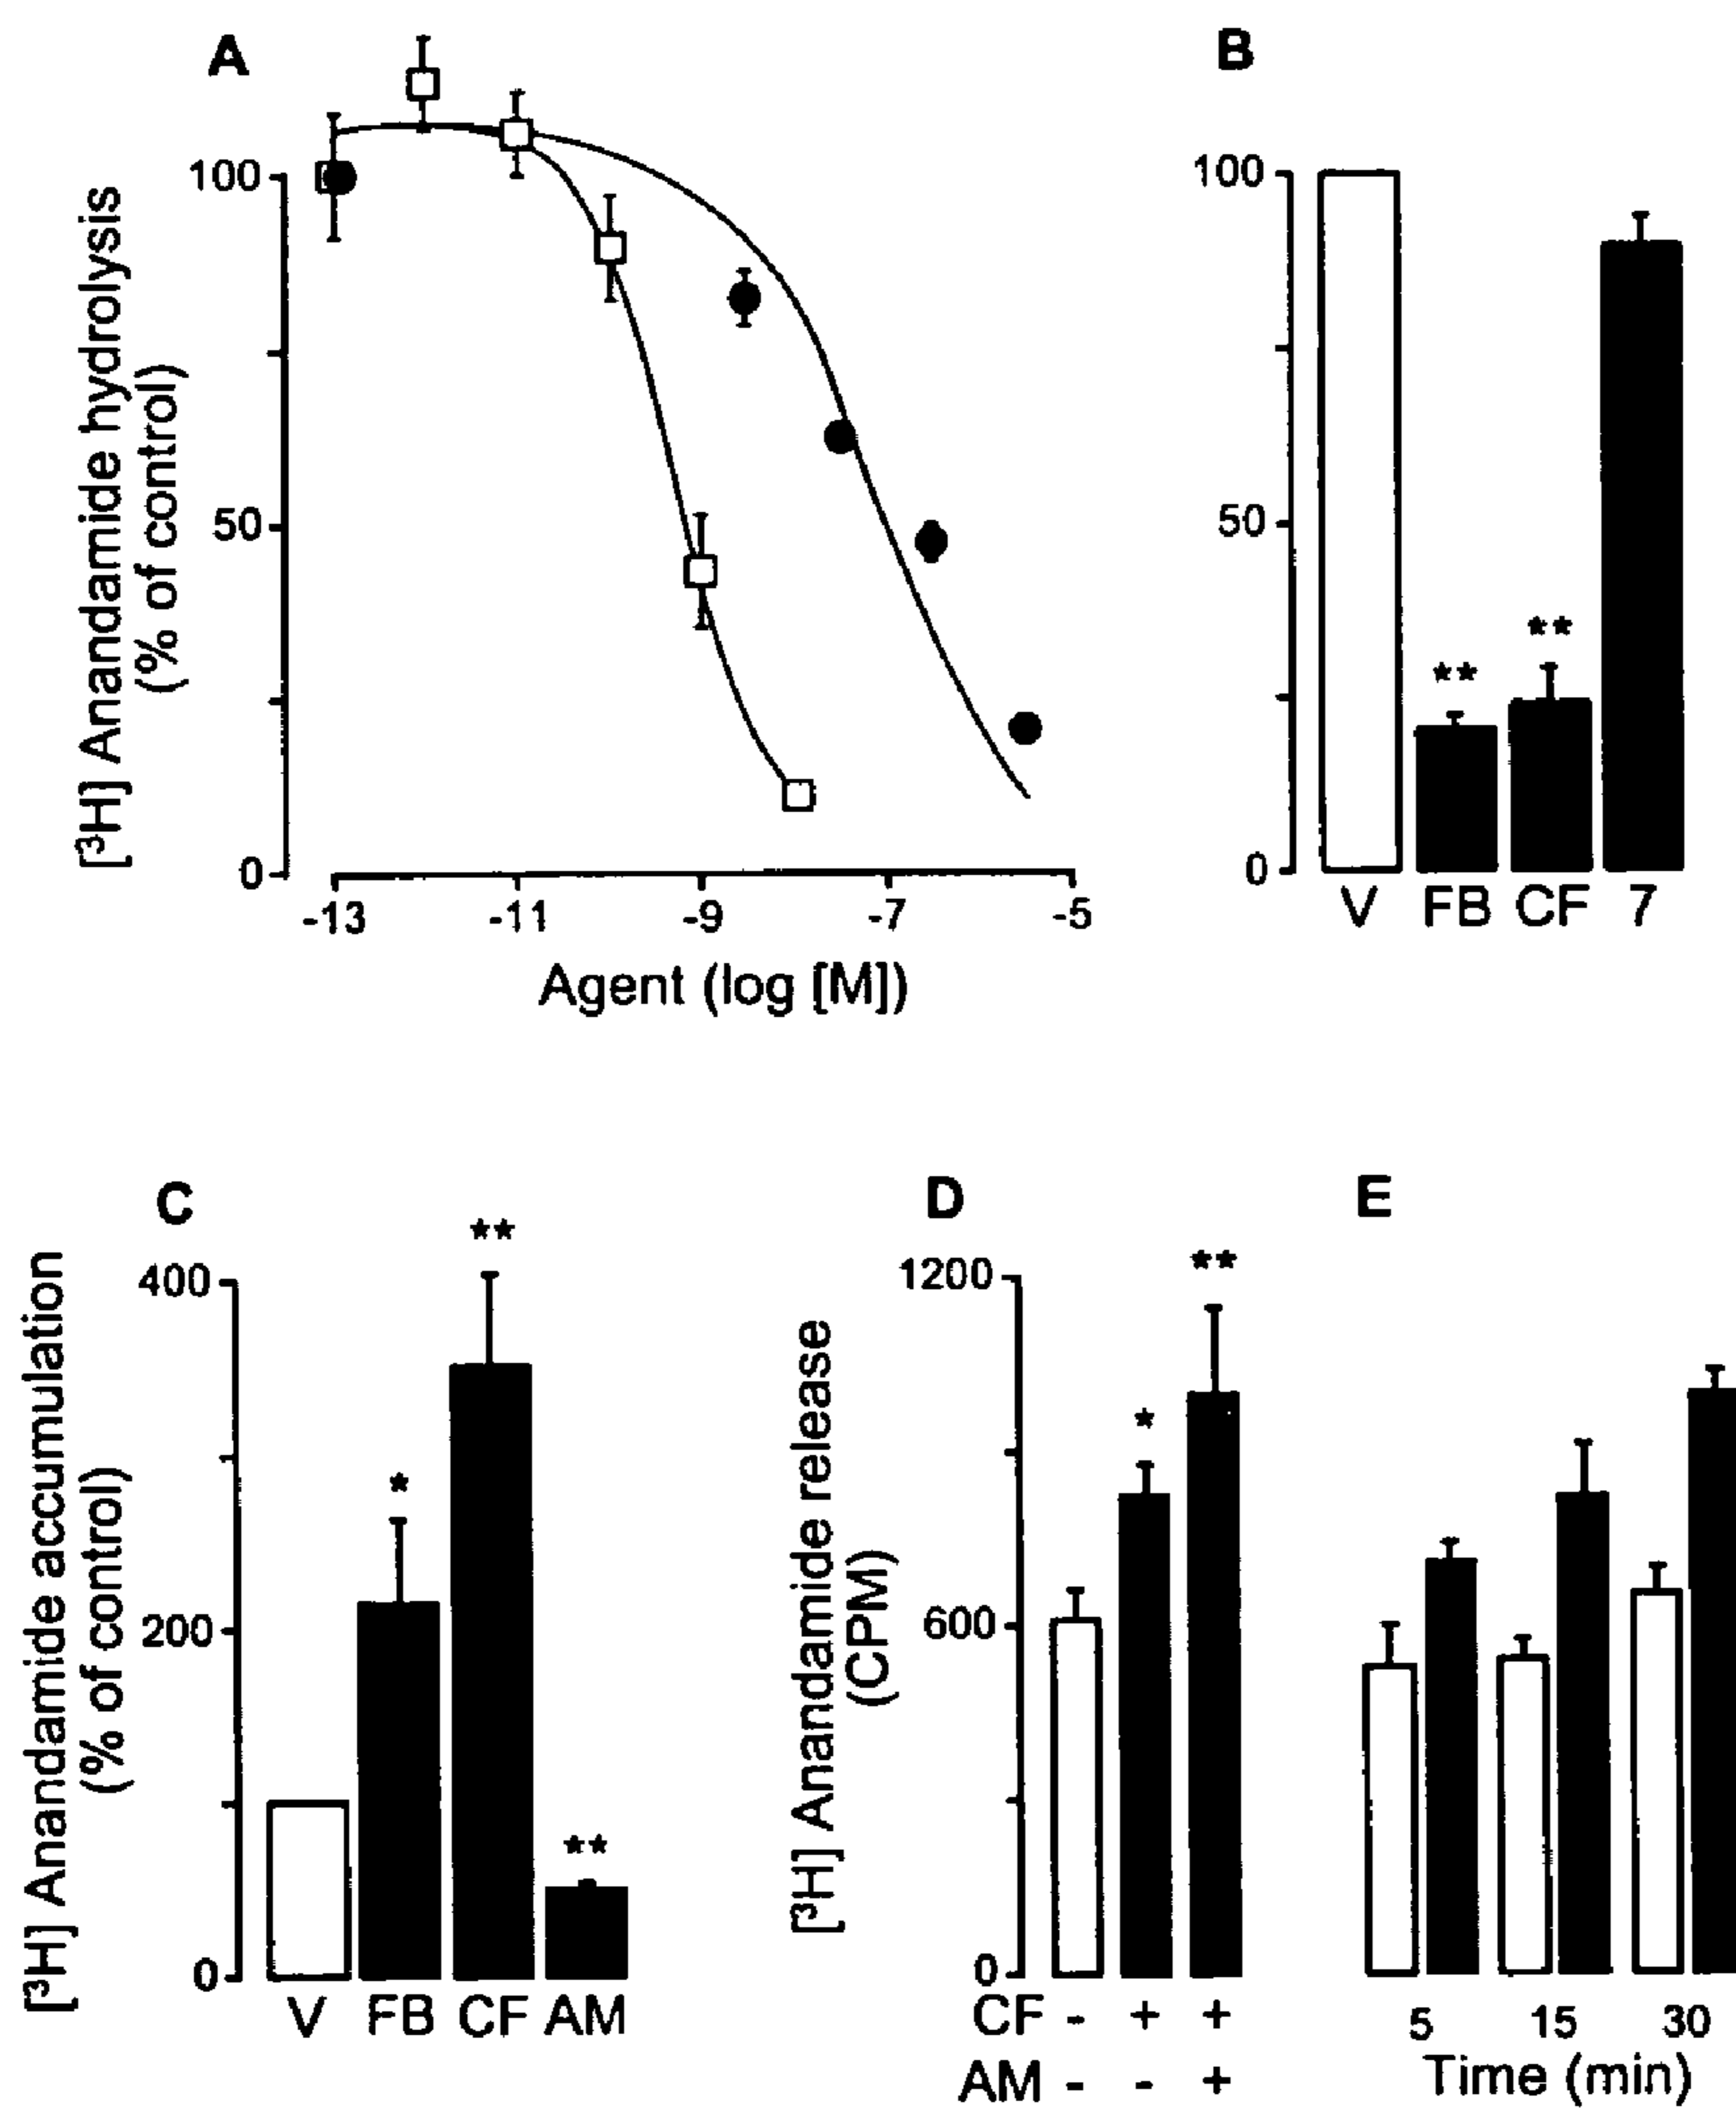 A
[³H] Anandamide hydrolysis
(% of control)
100
50
0
-13 -11 -9 -7 -5
Agent (log [M])
B
100
50
0
**
**
V FB CF 7
C
[³H] Anandamide accumulation
(% of control)
400
200
0
*
**
**
V FB CF AM
D
[³H] Anandamide release
(CPM)
1200
600
0
*
**
CF - + +
AM - - +
E
5 15 30
Time (min)